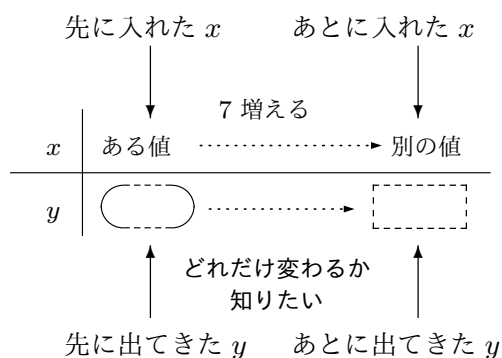 先に入れた x あとに入れた x
7 増える
x ある値 別の値
y
どれだけ変わるか
知りたい
先に出てきた y あとに出てきた y